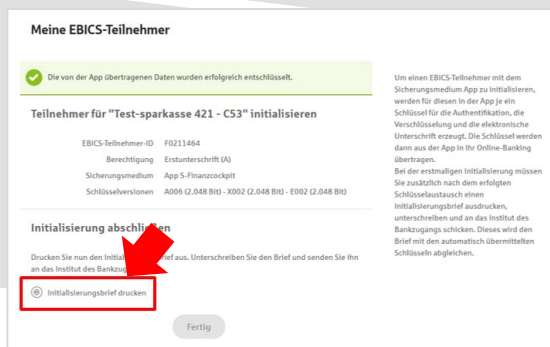 Meine EBICS-Teilnehmer
Die von der App übertragenen Daten wurden erfolgreich entschlüsselt.
Teilnehmer für "Test-sparkasse 421 - C53" initialisieren
EBICS-Teilnehmer-ID F0211464
Berechtigung Erstunterschrift (A)
Sicherungsmedium App S-Finanzcockpit
Schlüsselversionen A006 (2.048 Bit) - X002 (2.048 Bit) - E002 (2.048 Bit)
Initialisierung abschließen
Drucken Sie nun den Initial brief aus. Unterschreiben Sie den Brief und senden Sie ihn
an das Institut des Bankzug
Initialisierungsbrief drucken
Fertig
Um einen EBICS-Teilnehmer mit dem
Sicherungsmedium App zu initialisieren,
werden für diesen in der App je ein
Schlüssel für die Authentifikation, die
Verschlüsselung und die elektronische
Unterschrift erzeugt. Die Schlüssel werden
dann aus der App in Ihr Online-Banking
übertragen.
Bei der erstmaligen Initialisierung müssen
Sie zusätzlich nach dem erfolgten
Schlüsselaustausch einen
Initialisierungsbrief ausdrucken,
unterschreiben und an das Institut des
Bankzugangs schicken. Dieses wird den
Brief mit den automatisch übermittelten
Schlüsseln abgleichen.